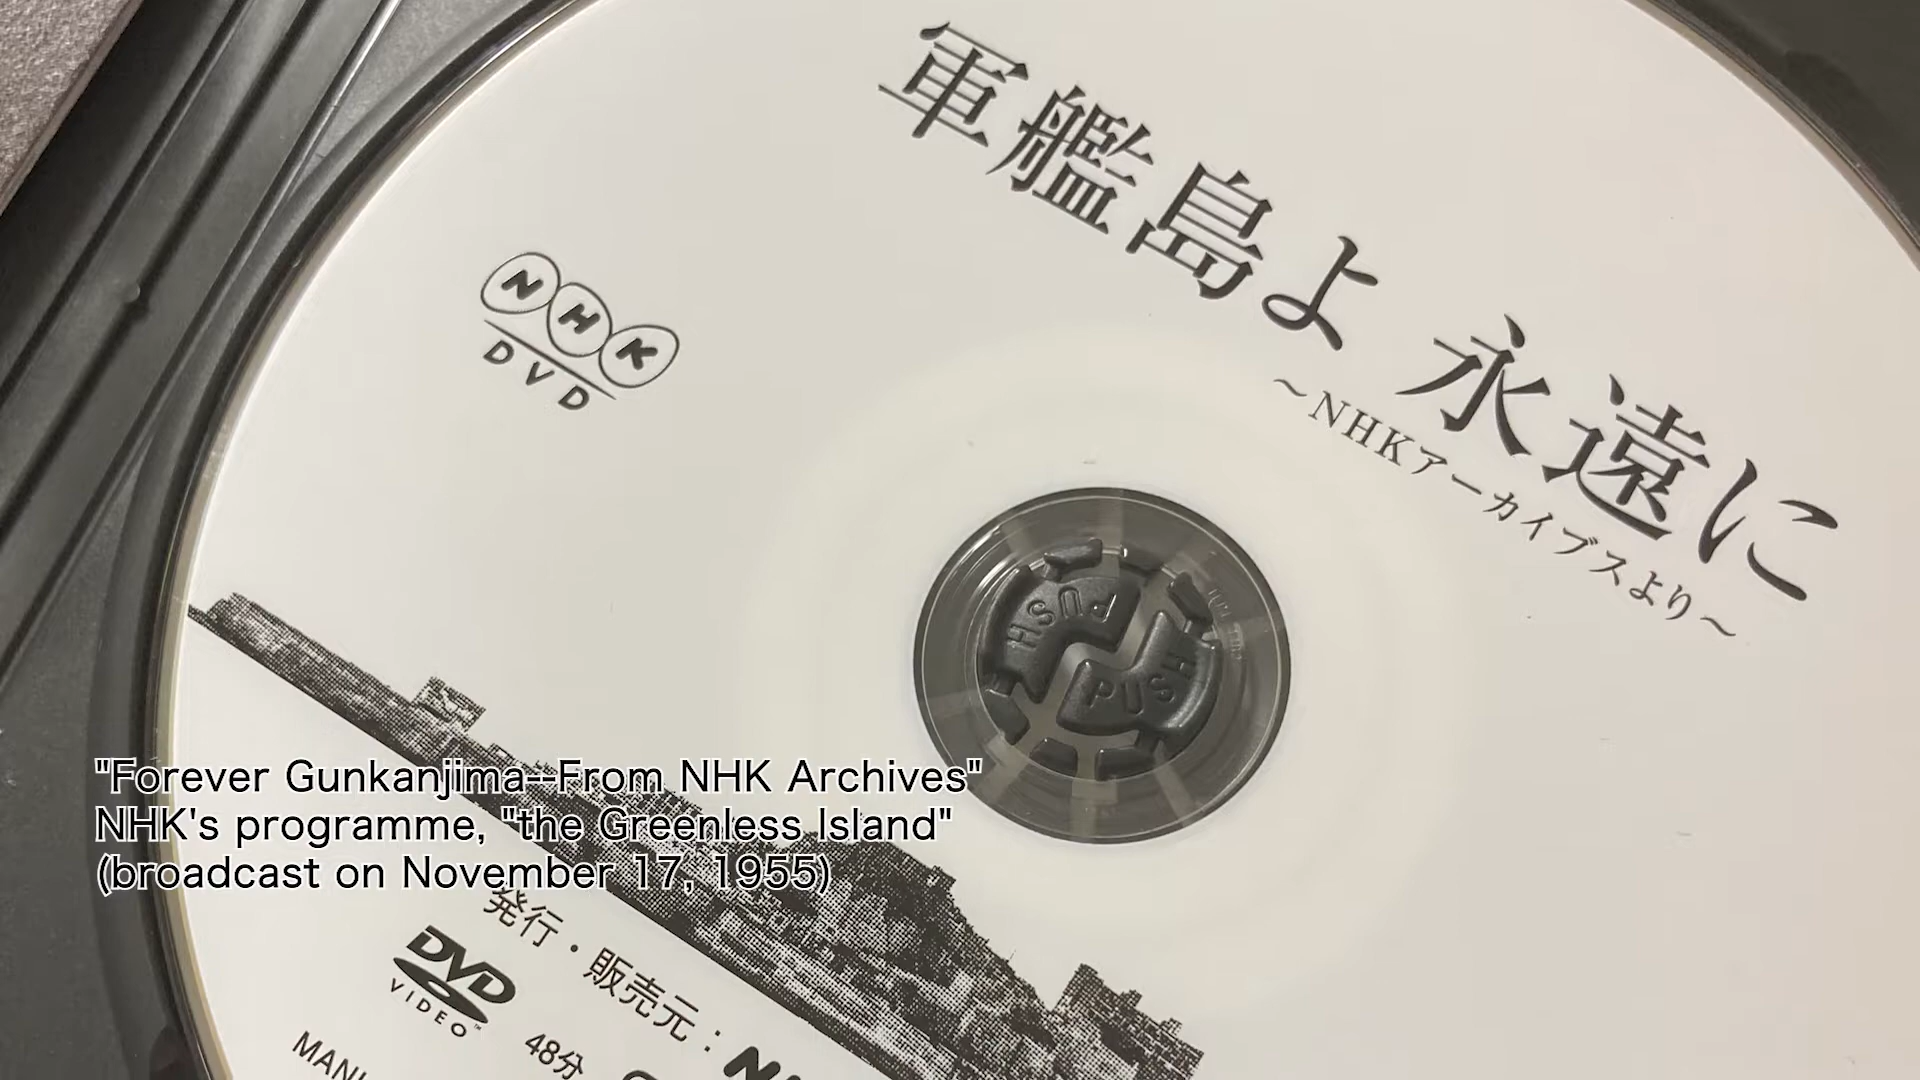 軍艦島よ 永遠に
～NHKアーカイブスより～
NHK
DVD
PUSH
PUSH
"Forever Gunkanjima--From NHK Archives"
NHK's programme, "the Greenless Island"
(broadcast on November 17, 1955)
発行・販売元：
DVD
VIDEO™
48分